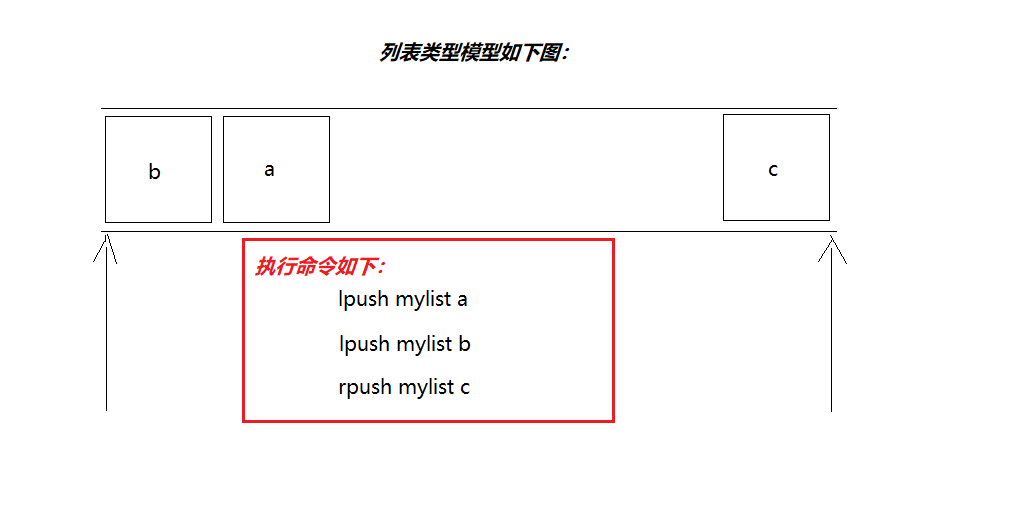 列表类型模型如下图：
b
a
c
执行命令如下：
lpush mylist a
lpush mylist b
rpush mylist c